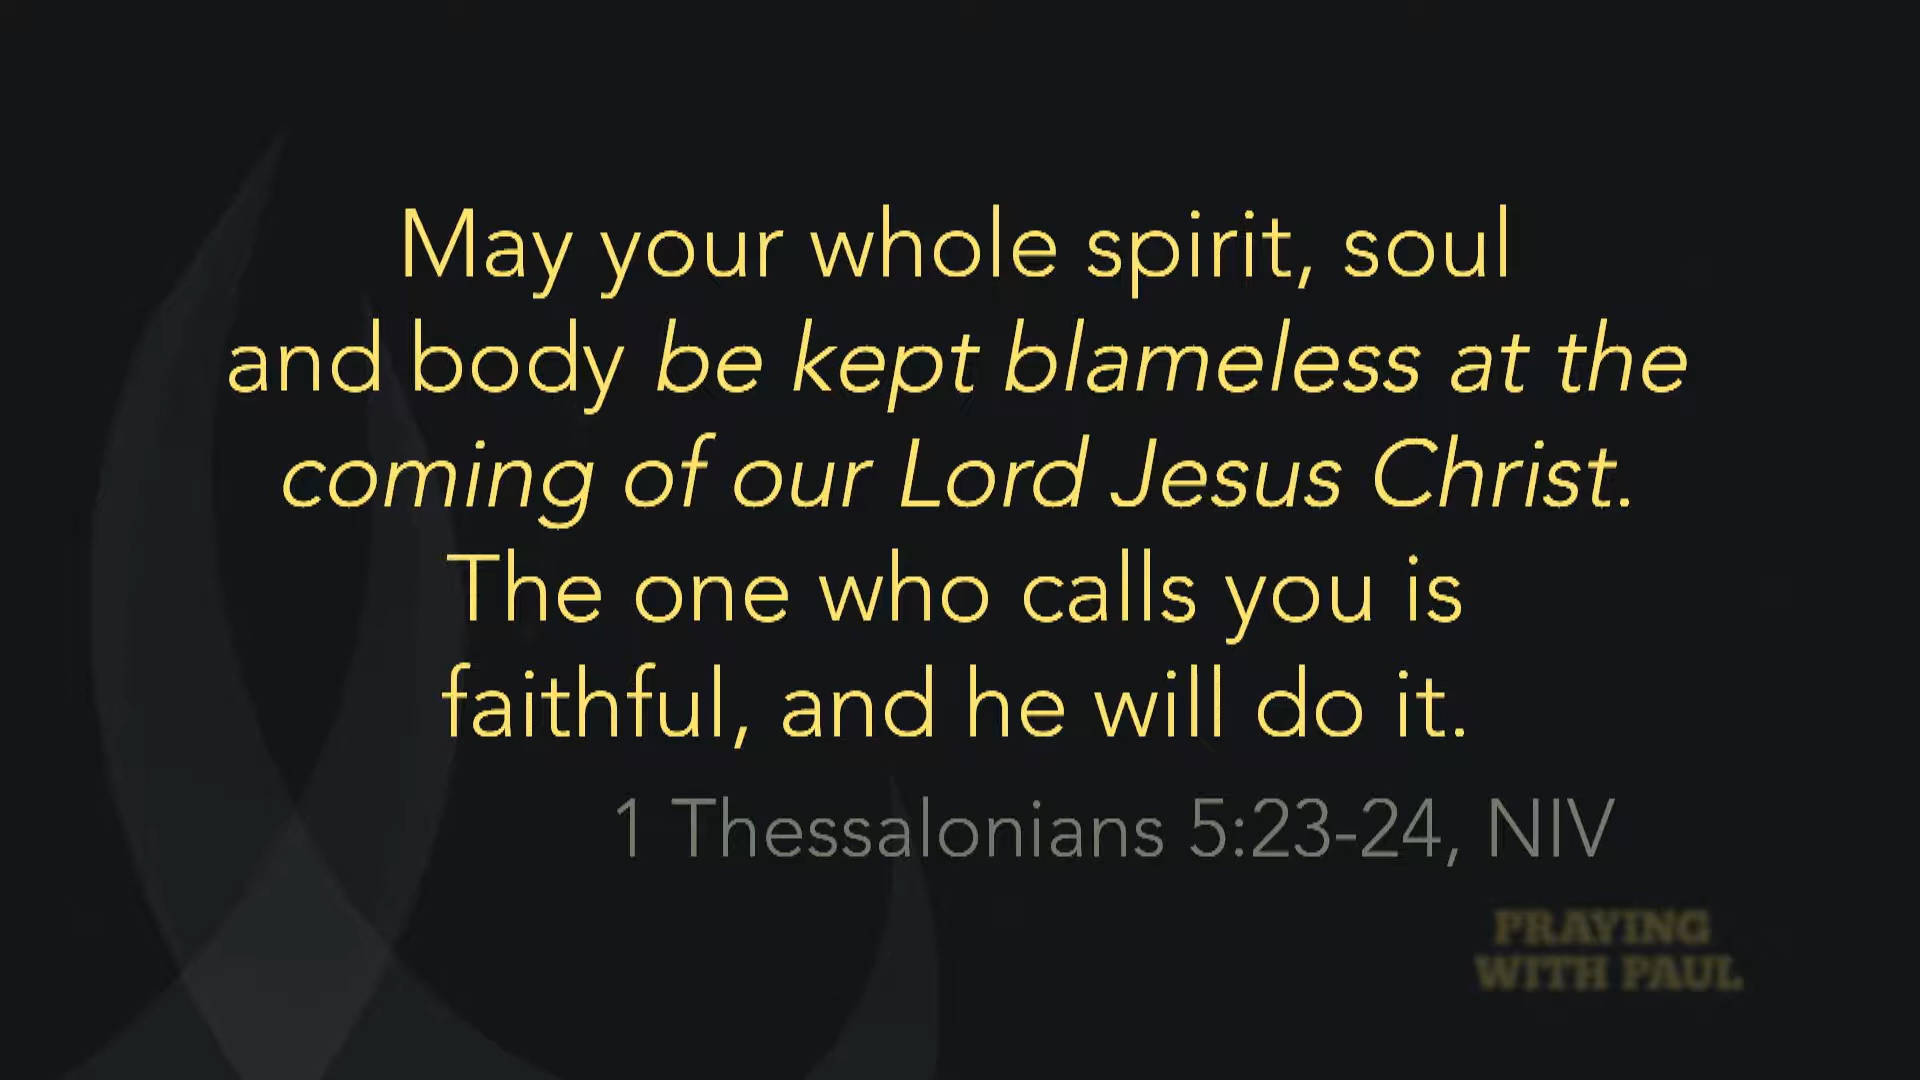 May your whole spirit, soul
and body be kept blameless at the
coming of our Lord Jesus Christ.
The one who calls you is
faithful, and he will do it.
1 Thessalonians 5:23-24, NIV
PRAYING
WITH PAUL